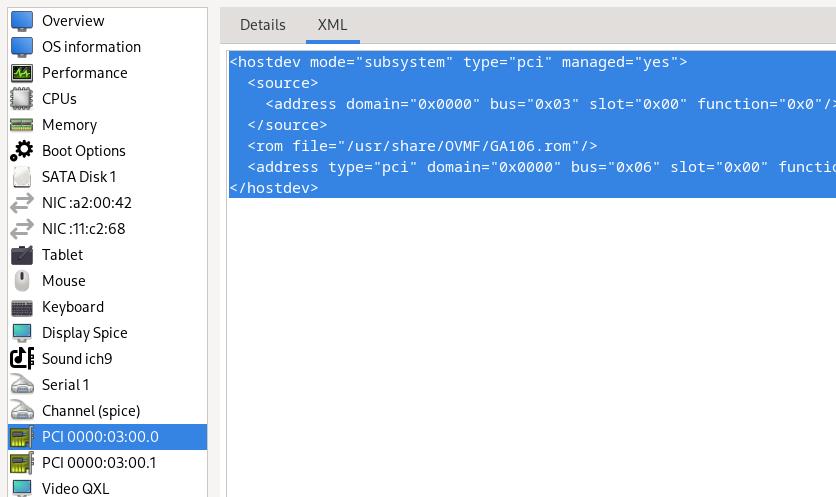 Overview
OS information
Performance
CPUs
Memory
Boot Options
SATA Disk 1
NIC :a2:00:42
NIC :11:c2:68
Tablet
Mouse
Keyboard
Display Spice
Sound ich9
Serial 1
Channel (spice)
PCI 0000:03:00.0
PCI 0000:03:00.1
Video QXL
Details XML
<hostdev mode="subsystem" type="pci" managed="yes">
<source>
<address domain="0x0000" bus="0x03" slot="0x00" function="0x0"/>
</source>
<rom file="/usr/share/OVMF/GA106.rom"/>
<address type="pci" domain="0x0000" bus="0x06" slot="0x00" functio
</hostdev>